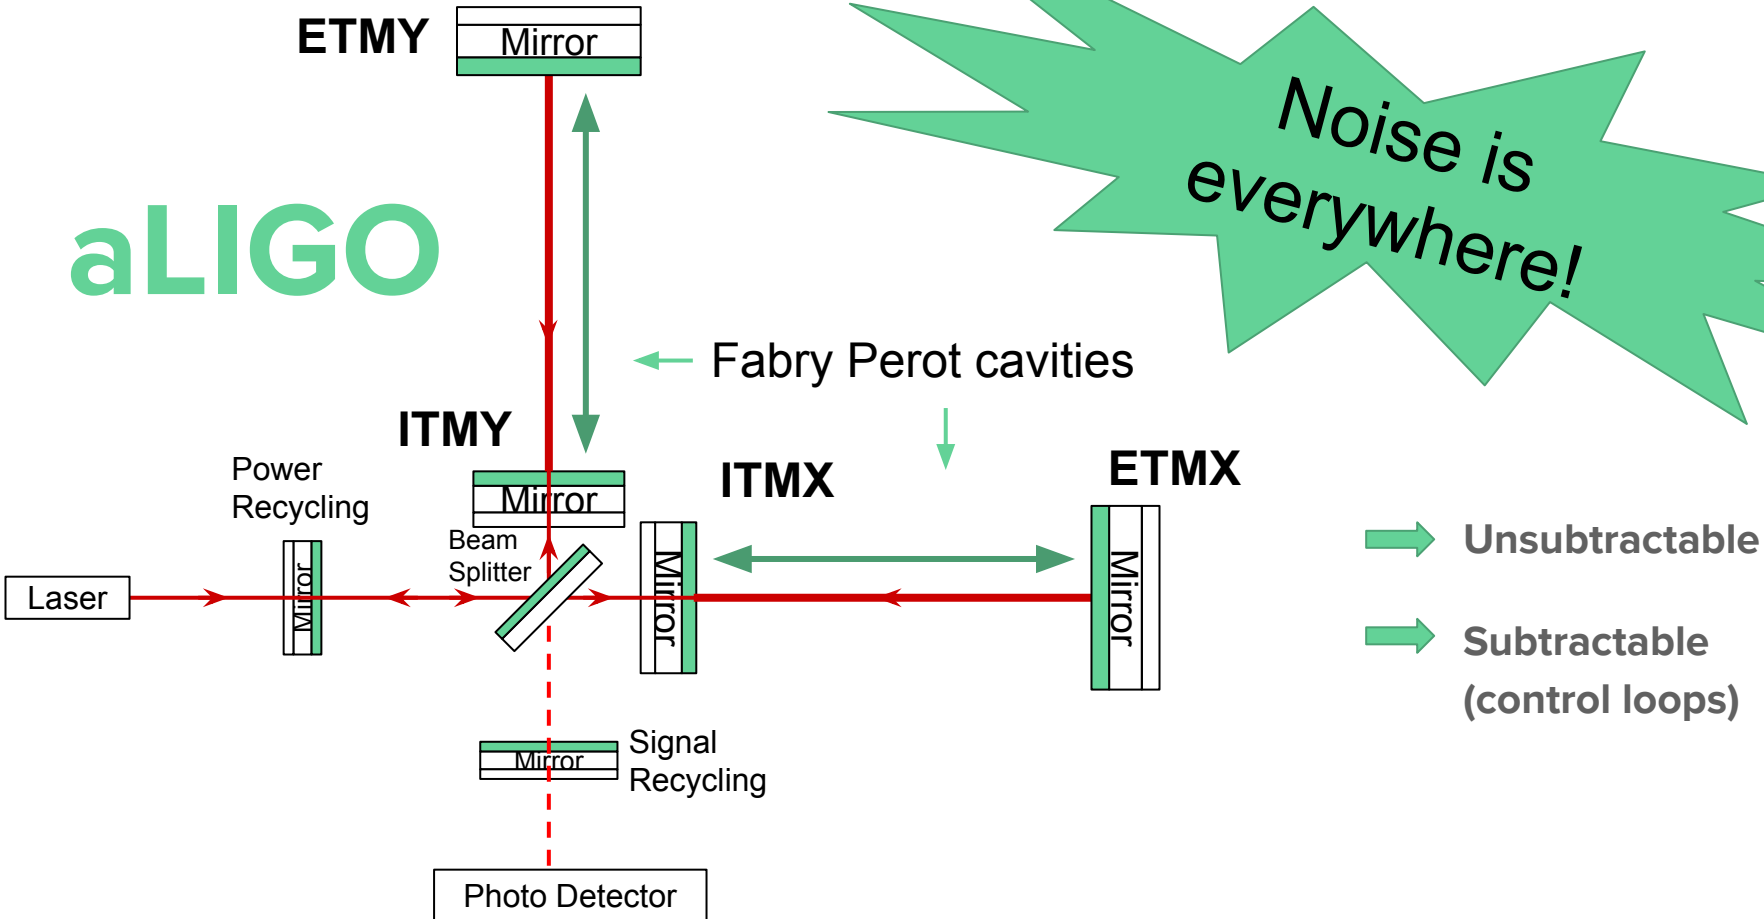 ETMY
Mirror
Noise is
everywhere!
aLIGO
Fabry Perot cavities
ITMY
Mirror
ITMX
ETMX
Power
Recycling
Beam
Splitter
Laser
Mirror
Mirror
Mirror
Unsubtractable
Subtractable
(control loops)
Mirror
Signal
Recycling
Photo Detector